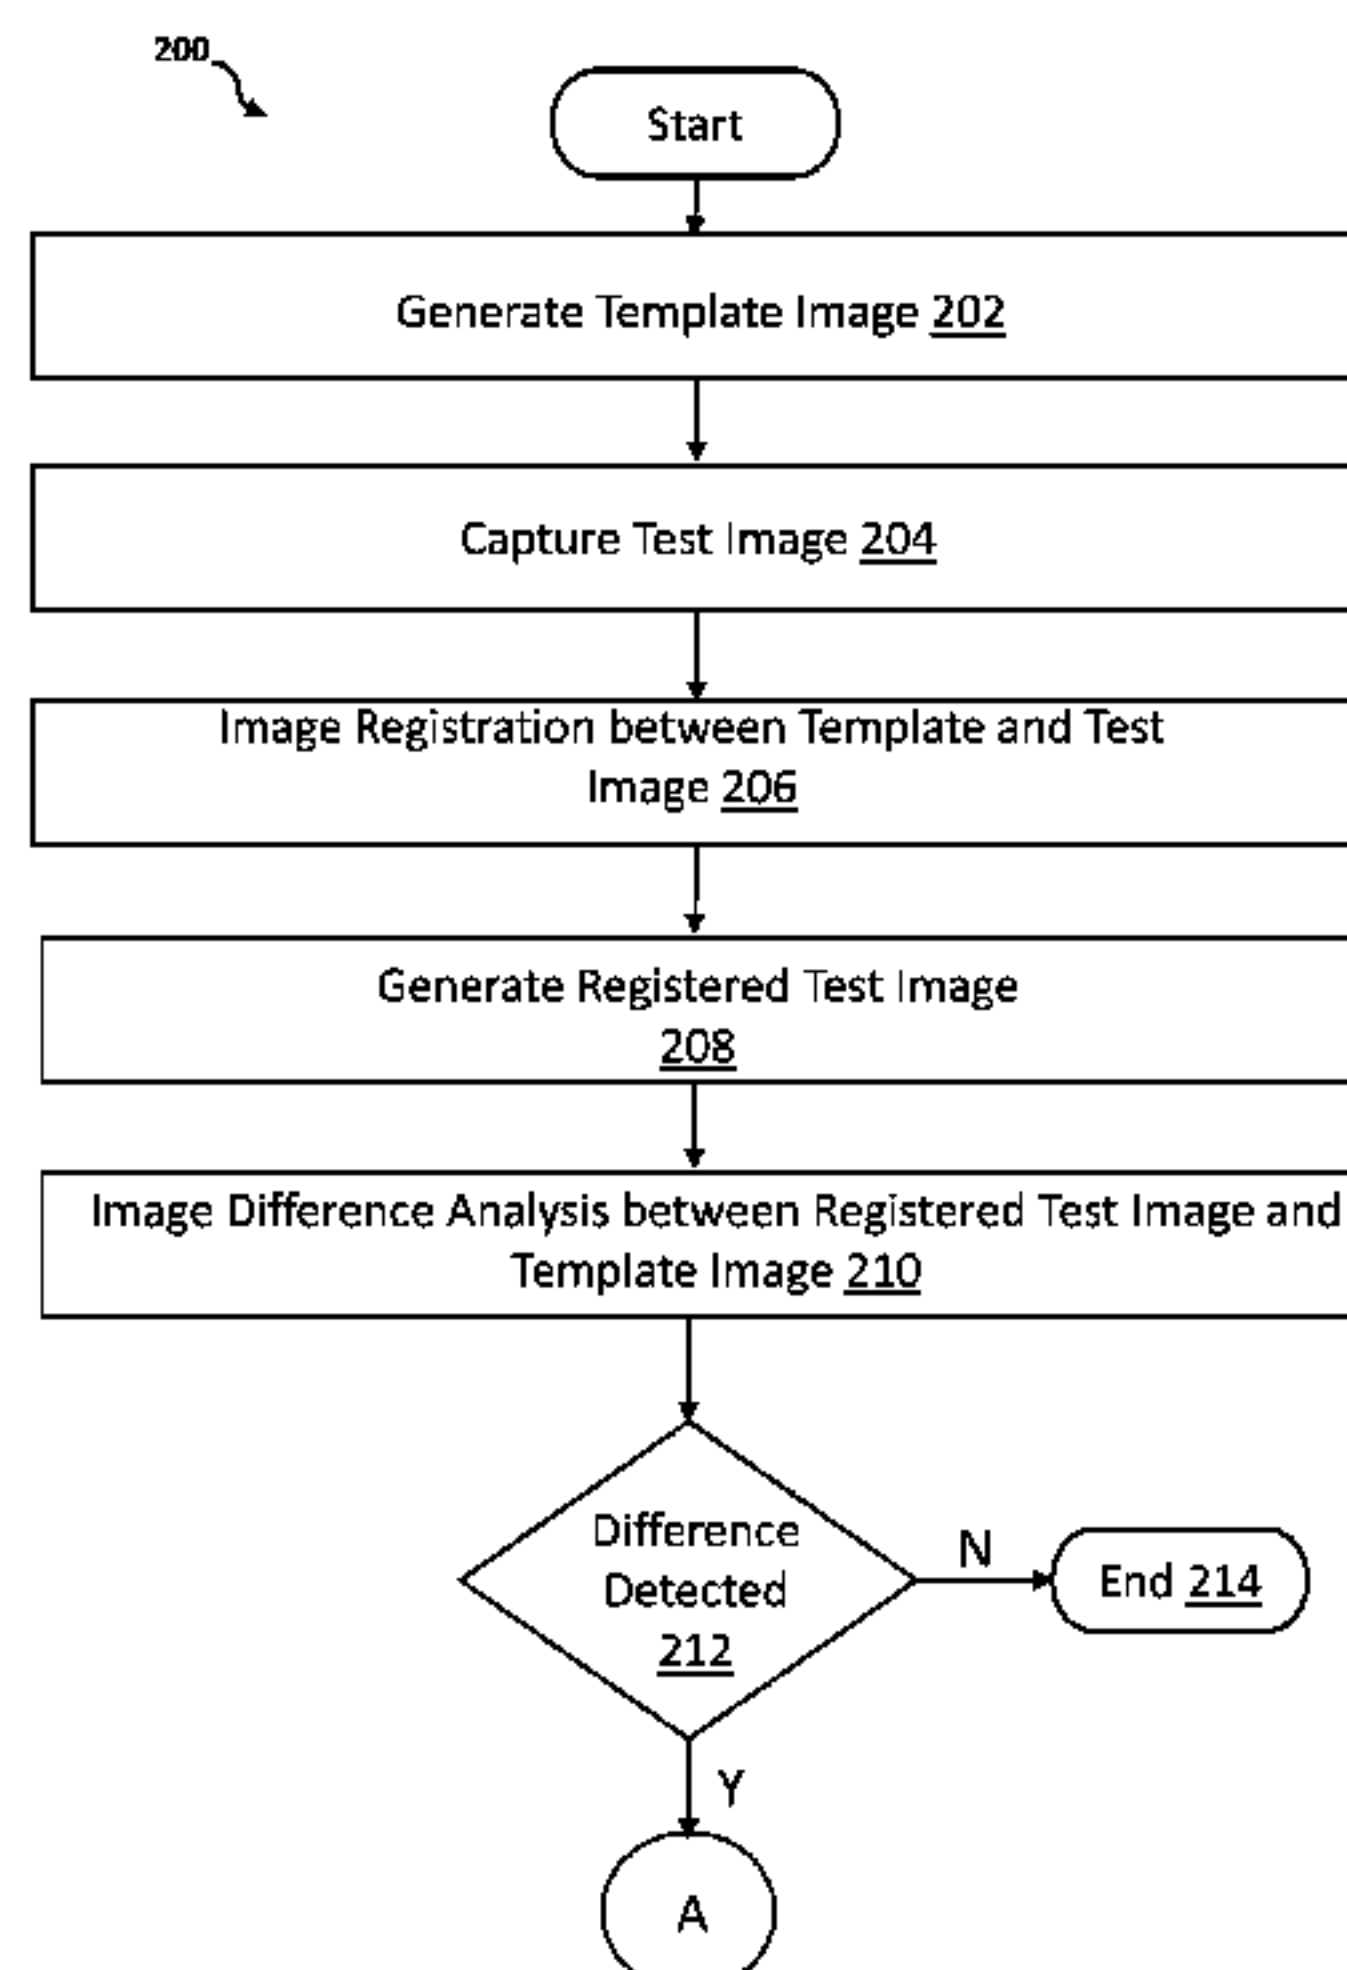 200
Start
Generate Template Image 202
Capture Test Image 204
Image Registration between Template and Test
Image 206
Generate Registered Test Image
208
Image Difference Analysis between Registered Test Image and
Template Image 210
Difference
Detected
212
N
End 214
Y
A